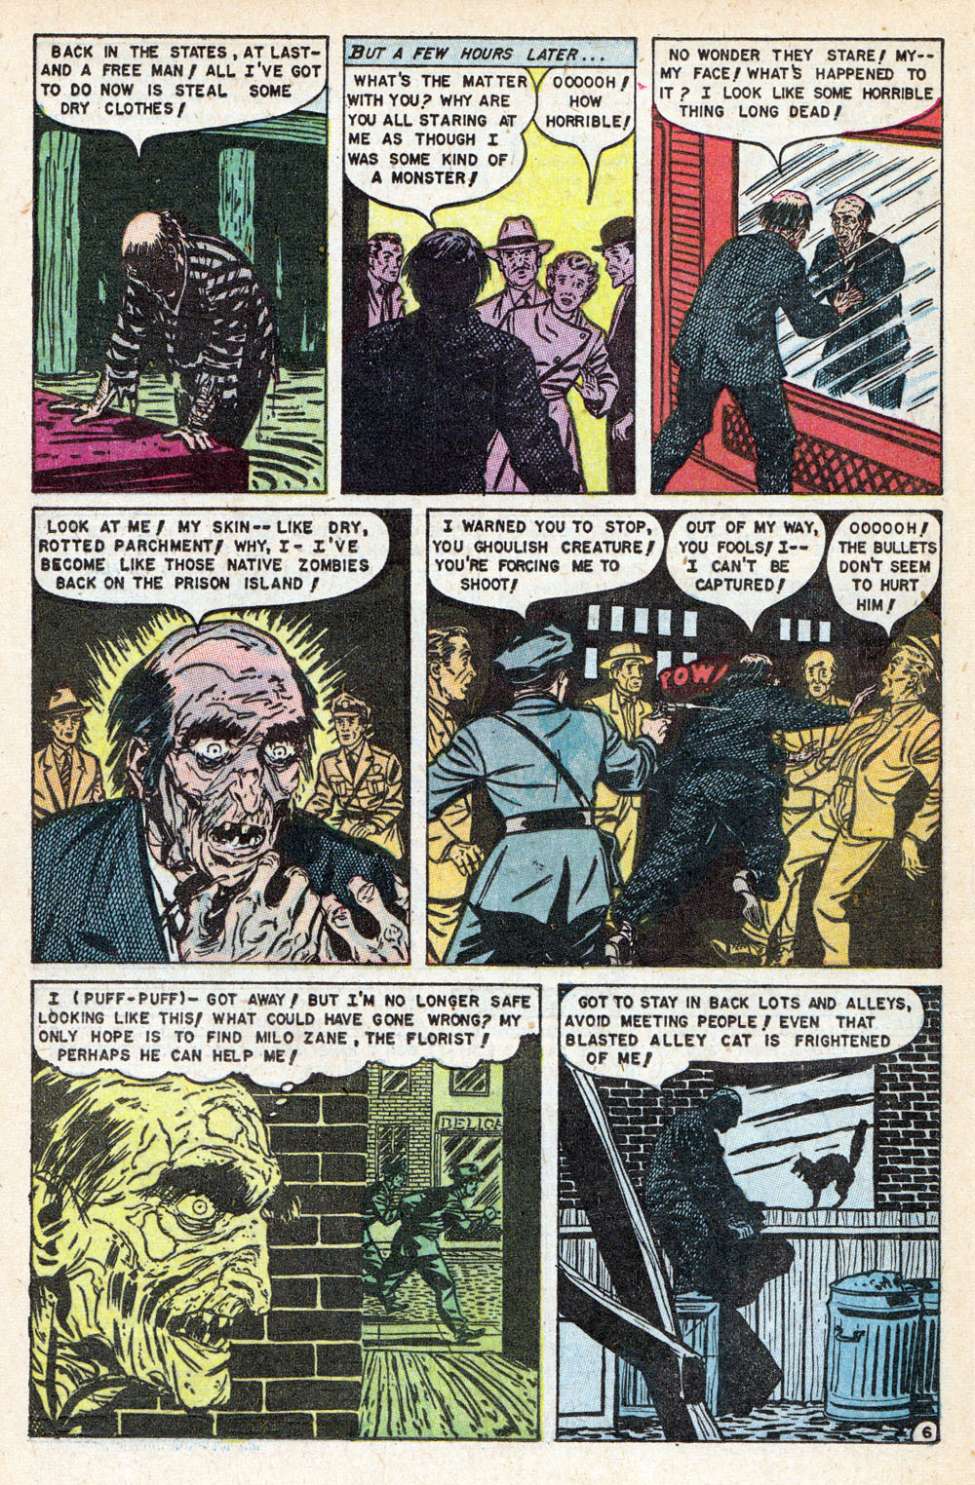 BACK IN THE STATES, AT LAST-
AND A FREE MAN! ALL I'VE GOT
TO DO NOW IS STEAL SOME
DRY CLOTHES!
BUT A FEW HOURS LATER...
WHAT'S THE MATTER
WITH YOU? WHY ARE
YOU ALL STARING AT
ME AS THOUGH I
WAS SOME KIND OF
A MONSTER!
OOOOOH!
HOW
HORRIBLE!
NO WONDER THEY STARE! MY--
MY FACE! WHAT'S HAPPENED TO
IT? I LOOK LIKE SOME HORRIBLE
THING LONG DEAD!
LOOK AT ME! MY SKIN-- LIKE DRY,
ROTTED PARCHMENT! WHY, I- I'VE
BECOME LIKE THOSE NATIVE ZOMBIES
BACK ON THE PRISON ISLAND!
I WARNED YOU TO STOP,
YOU GHOULISH CREATURE!
YOU'RE FORCING ME TO
SHOOT!
POW!
OUT OF MY WAY,
YOU FOOLS! I--
I CAN'T BE
CAPTURED!
OOOOOH!
THE BULLETS
DON'T SEEM
TO HURT
HIM!
I (PUFF-PUFF)- GOT AWAY! BUT I'M NO LONGER SAFE
LOOKING LIKE THIS! WHAT COULD HAVE GONE WRONG? MY
ONLY HOPE IS TO FIND MILO ZANE, THE FLORIST!
PERHAPS HE CAN HELP ME!
DELICA
GOT TO STAY IN BACK LOTS AND ALLEYS,
AVOID MEETING PEOPLE! EVEN THAT
BLASTED ALLEY CAT IS FRIGHTENED
OF ME!
6